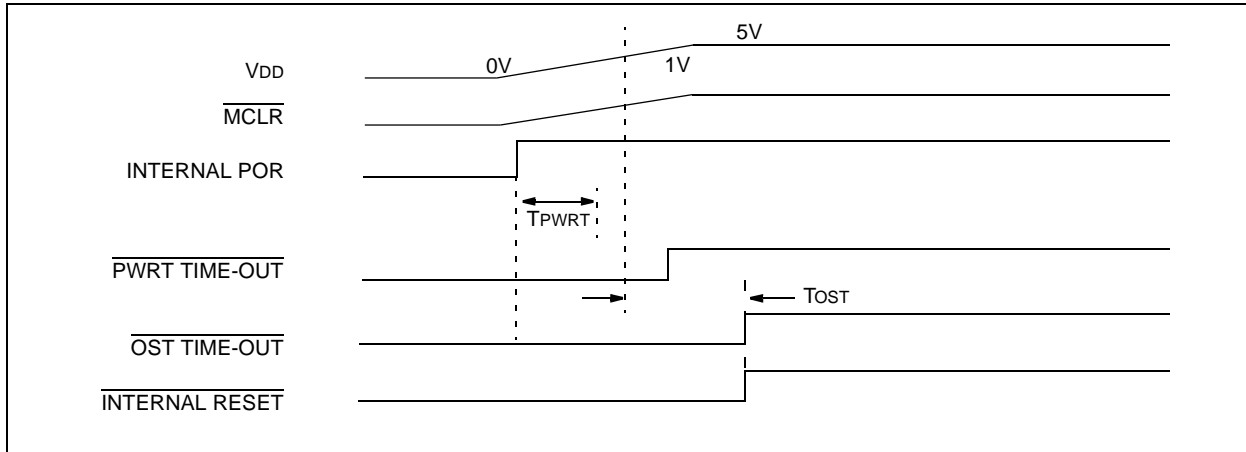 5V
VDD
0V
1V
MCLR
INTERNAL POR
TPWRT
PWRT TIME-OUT
TOST
OST TIME-OUT
INTERNAL RESET